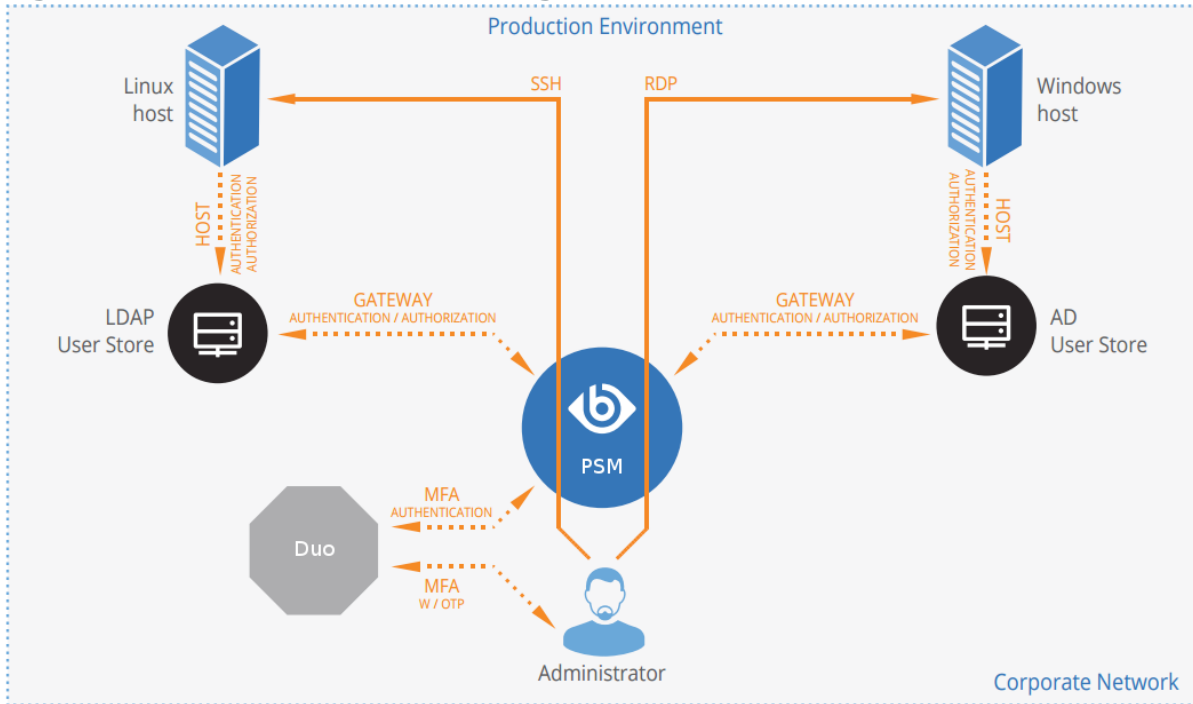 Production Environment
Linux
host
SSH
RDP
Windows
host
HOST
AUTHENTICATION
AUTHORIZATION
HOST
AUTHENTICATION
AUTHORIZATION
LDAP
User Store
GATEWAY
AUTHENTICATION / AUTHORIZATION
GATEWAY
AUTHENTICATION / AUTHORIZATION
AD
User Store
b
PSM
MFA
AUTHENTICATION
Duo
MFA
W / OTP
Administrator
Corporate Network